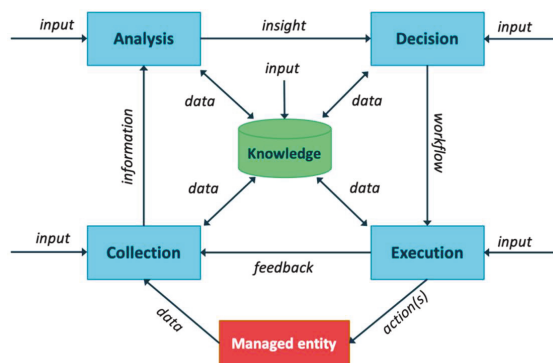 input
Analysis
insight
Decision
input
input
data
data
information
Knowledge
workflow
data
data
input
Collection
feedback
Execution
input
data
Managed entity
action(s)